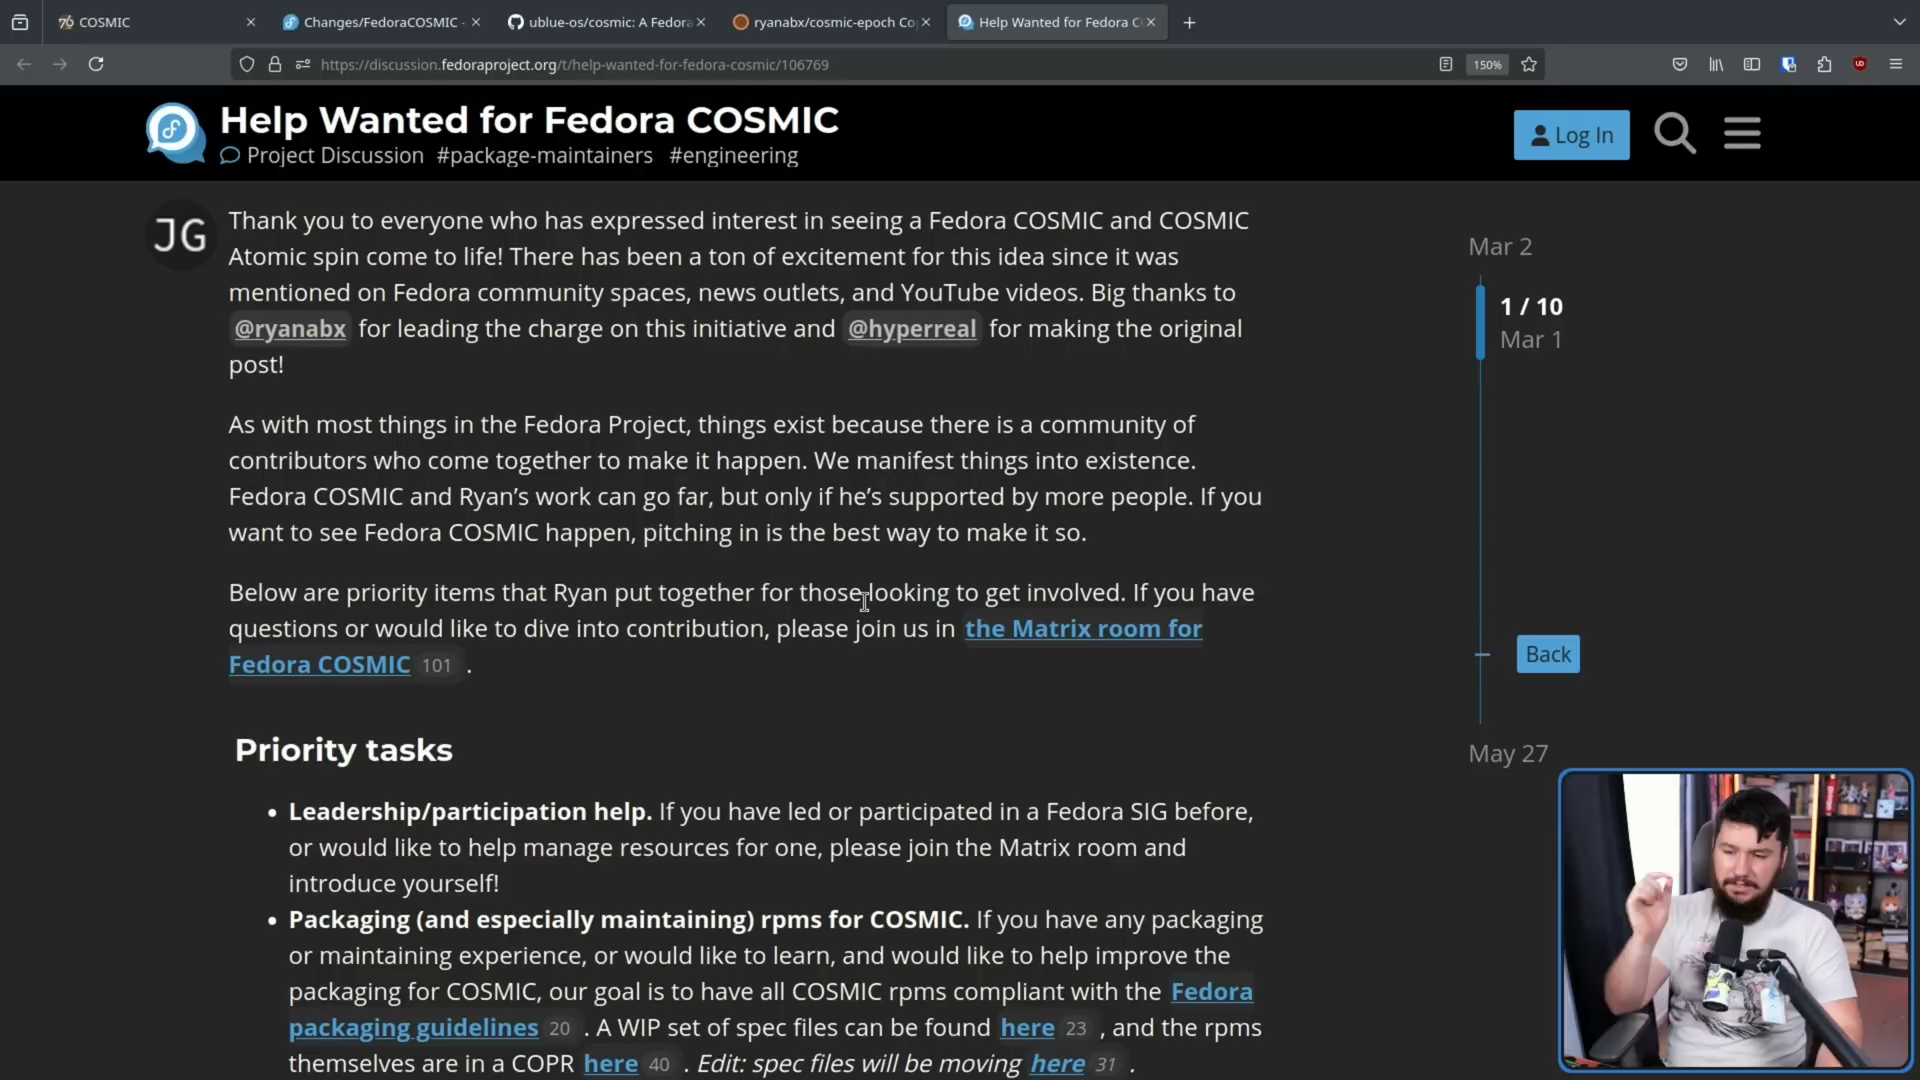 COSMIC
Changes/FedoraCOSMIC -
ublue-os/cosmic: A Fedora
ryanabx/cosmic-epoch Co
Help Wanted for Fedora C
https://discussion.fedoraproject.org/t/help-wanted-for-fedora-cosmic/106769
150%
Help Wanted for Fedora COSMIC
Project Discussion #package-maintainers #engineering
Log In
JG
Thank you to everyone who has expressed interest in seeing a Fedora COSMIC and COSMIC
Atomic spin come to life! There has been a ton of excitement for this idea since it was
mentioned on Fedora community spaces, news outlets, and YouTube videos. Big thanks to
@ryanabx for leading the charge on this initiative and @hyperreal for making the original
post!
As with most things in the Fedora Project, things exist because there is a community of
contributors who come together to make it happen. We manifest things into existence.
Fedora COSMIC and Ryan’s work can go far, but only if he’s supported by more people. If you
want to see Fedora COSMIC happen, pitching in is the best way to make it so.
Below are priority items that Ryan put together for those looking to get involved. If you have
questions or would like to dive into contribution, please join us in the Matrix room for
Fedora COSMIC 101 .
Priority tasks
• Leadership/participation help. If you have led or participated in a Fedora SIG before,
or would like to help manage resources for one, please join the Matrix room and
introduce yourself!
• Packaging (and especially maintaining) rpms for COSMIC. If you have any packaging
or maintaining experience, or would like to learn, and would like to help improve the
packaging for COSMIC, our goal is to have all COSMIC rpms compliant with the Fedora
packaging guidelines 20 . A WIP set of spec files can be found here 23 , and the rpms
themselves are in a COPR here 40 . Edit: spec files will be moving here 31 .
Mar 2
1 / 10
Mar 1
Back
May 27